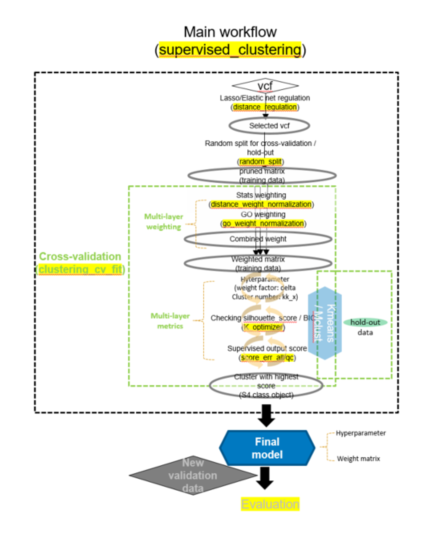 Main workflow
(supervised_clustering)
vcf
Lasso/Elastic net regulation
(distance_regulation)
Selected vcf
Random split for cross-validation /
hold-out
(random_split)
pruned matrix
(training data)
Stats weighting
(distance_weight_normalization)
Multi-layer
weighting
GO weighting
(go_weight_normalization)
Combined weight
Cross-validation
(clustering_cv_fit)
Weighted matrix
(training data)
Hyterparameter
(weight factor: delta
Cluster number: kk_x)
Multi-layer
metrics
Checking silhouette_score / BIC
(K_optimizer)
Kmeans
/ Mclust
hold-out
data
Supervised output score
(score_err_all/qc)
Cluster with highest
score
(S4 class object)
Final
model
Hyperparameter
Weight matrix
New
validation
data
Evaluation